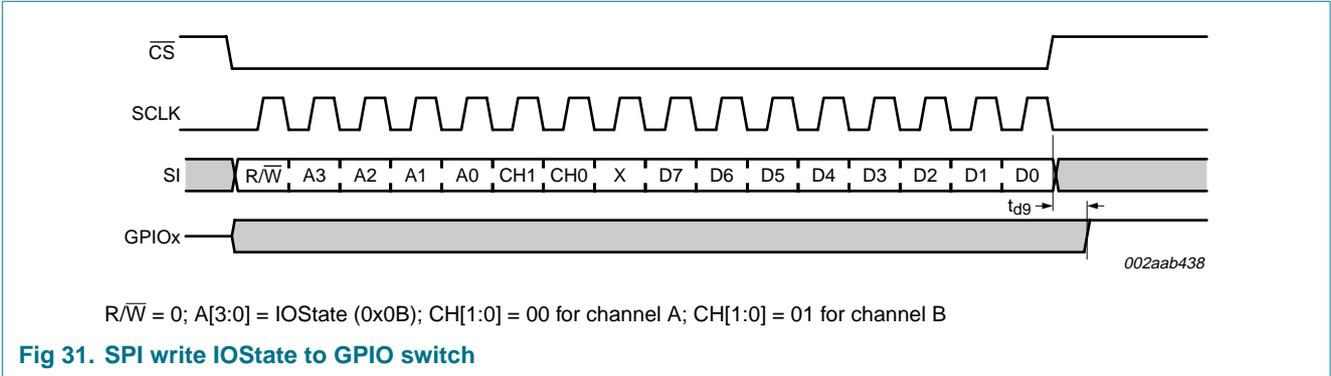 C̅S̅
SCLK
SI R/W̅ A3 A2 A1 A0 CH1 CH0 X D7 D6 D5 D4 D3 D2 D1 D0
td9
GPIOx
002aab438
R/W̅ = 0; A[3:0] = IOState (0x0B); CH[1:0] = 00 for channel A; CH[1:0] = 01 for channel B
Fig 31. SPI write IOState to GPIO switch